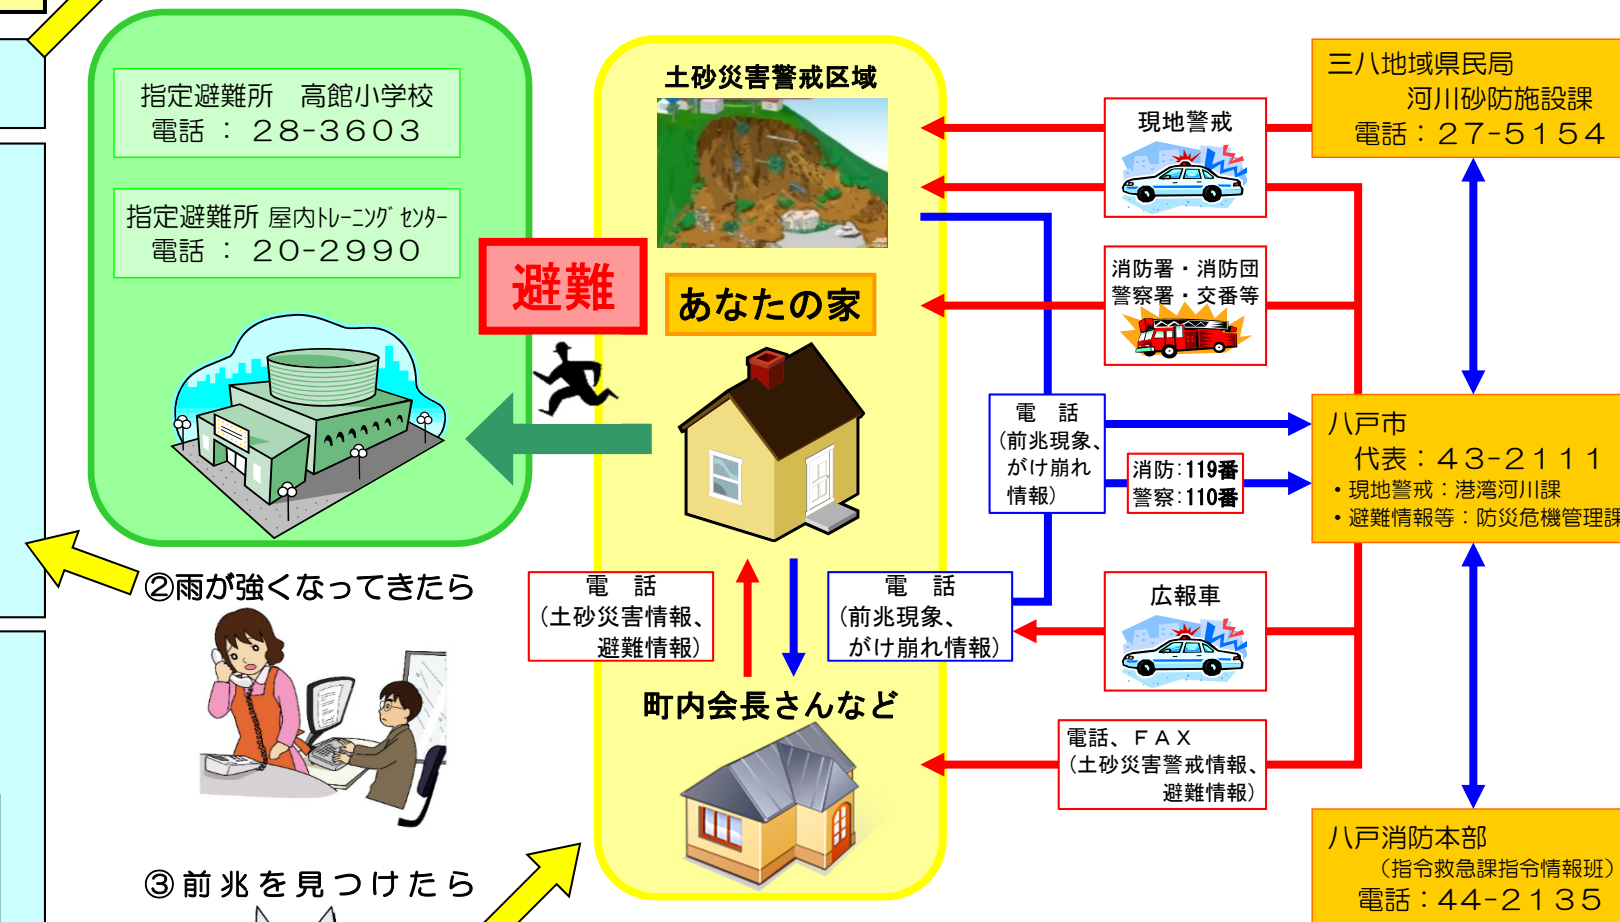 指定避難所　高館小学校
電話 ： ２８-３６０３
指定避難所 屋内ﾄﾚｰﾆﾝｸﾞｾﾝﾀｰ
電話 ： ２０-２９９０
避難
②雨が強くなってきたら
③前兆を見つけたら
土砂災害警戒区域
あなたの家
電　話
（土砂災害情報、
避難情報）
電　話
（前兆現象、
がけ崩れ情報）
町内会長さんなど
電　話
（前兆現象、
がけ崩れ
情報）
消防:119番
警察:110番
現地警戒
消防署・消防団
警察署・交番等
広報車
電話、ＦＡＸ
（土砂災害警戒情報、
避難情報）
三八地域県民局
河川砂防施設課
電話：２７-５１５４
八戸市
代表：４３-２１１１
・現地警戒：港湾河川課
・避難情報等：防災危機管理課
八戸消防本部
（指令救急課指令情報班）
電話：４４-２１３５